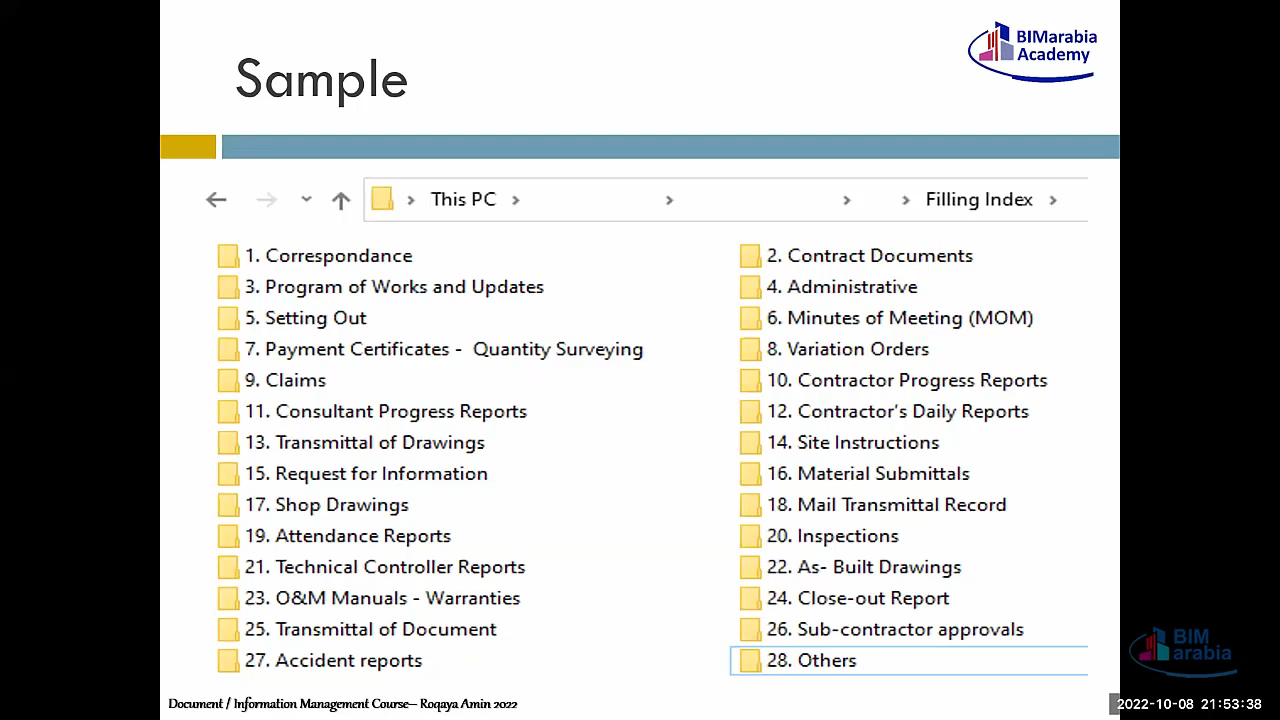 BIMarabia
Academy
Sample
This PC
Filling Index
1. Correspondance
2. Contract Documents
3. Program of Works and Updates
4. Administrative
5. Setting Out
6. Minutes of Meeting (MOM)
7. Payment Certificates - Quantity Surveying
8. Variation Orders
9. Claims
10. Contractor Progress Reports
11. Consultant Progress Reports
12. Contractor's Daily Reports
13. Transmittal of Drawings
14. Site Instructions
15. Request for Information
16. Material Submittals
17. Shop Drawings
18. Mail Transmittal Record
19. Attendance Reports
20. Inspections
21. Technical Controller Reports
22. As- Built Drawings
23. O&M Manuals - Warranties
24. Close-out Report
25. Transmittal of Document
26. Sub-contractor approvals
27. Accident reports
28. Others
BIM
arabia
Document / Information Management Course– Roqaya Amin 2022
2022-10-08 21:53:38